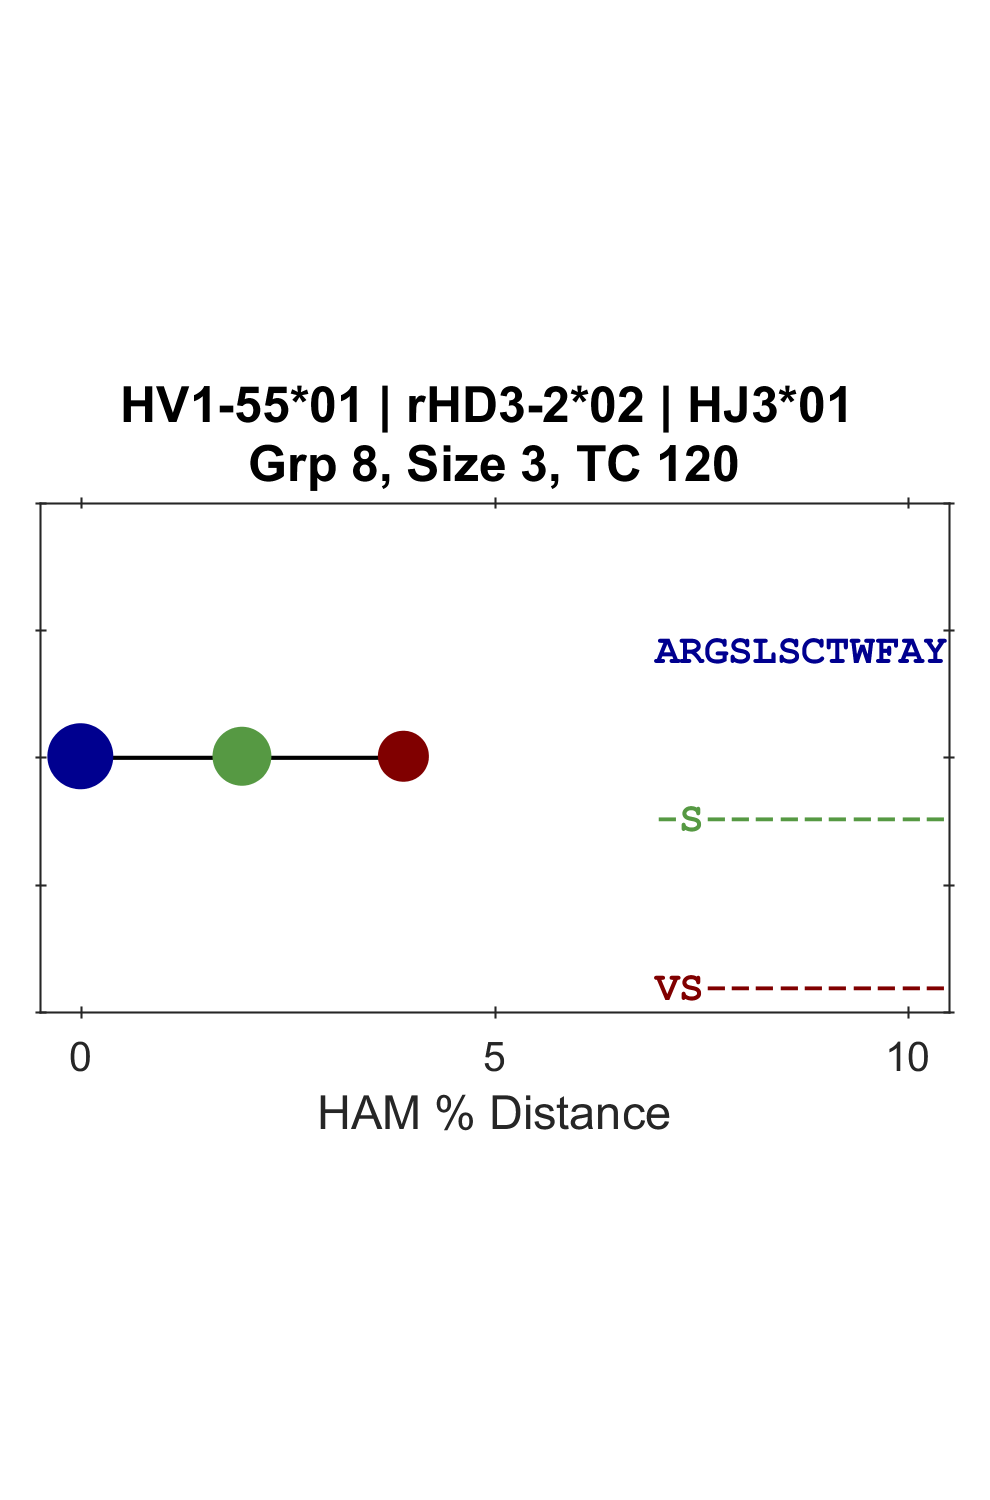 HV1-55*01 | rHD3-2*02 | HJ3*01
Grp 8, Size 3, TC 120
ARGSLSCTWFAY
-S----------
VS----------
0 5 10
HAM % Distance